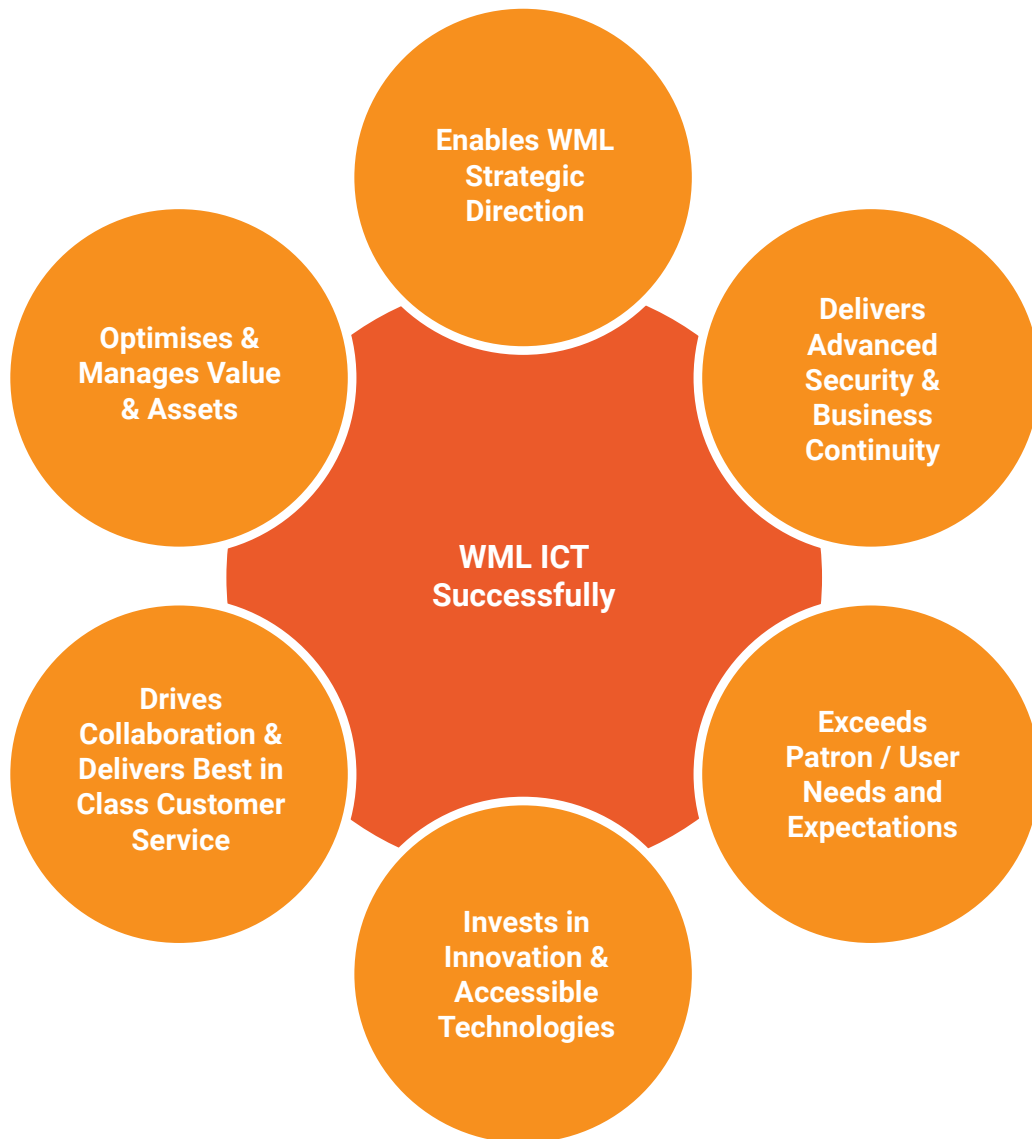 Enables WML
Strategic
Direction
Delivers
Advanced
Security &
Business
Continuity
Exceeds
Patron / User
Needs and
Expectations
Invests in
Innovation &
Accessible
Technologies
Drives
Collaboration &
Delivers Best in
Class Customer
Service
Optimises &
Manages Value
& Assets
WML ICT
Successfully